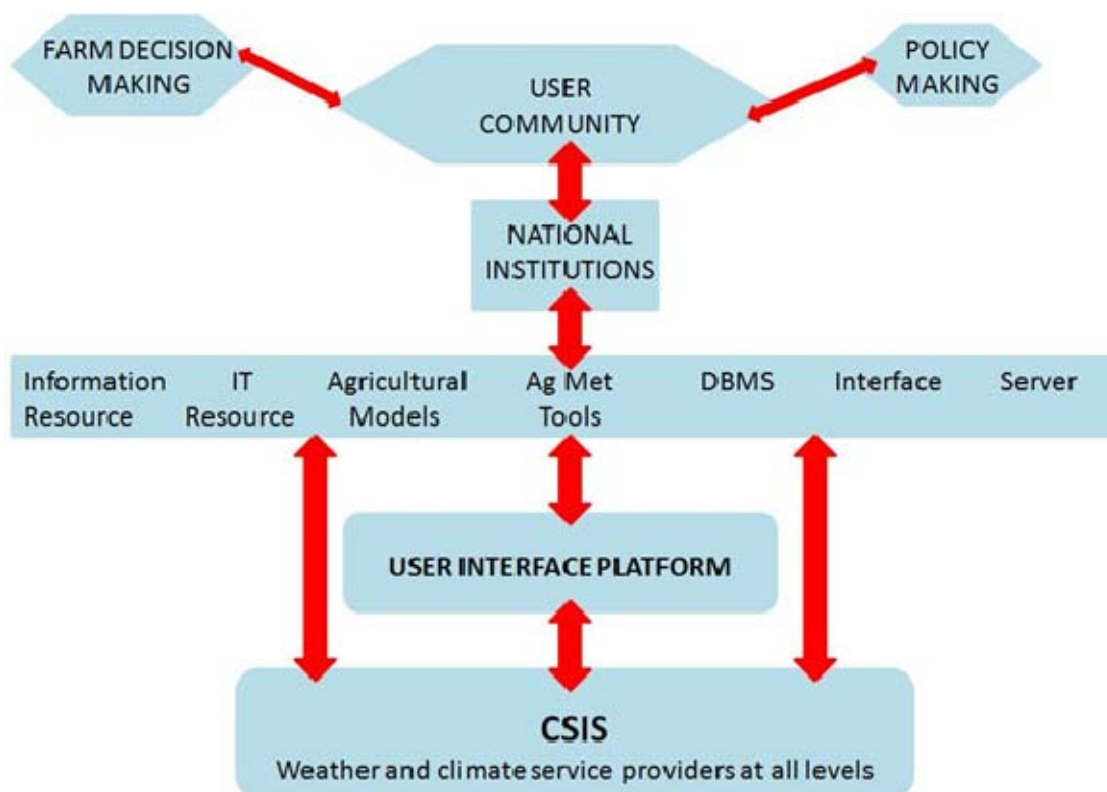 FARM DECISION
MAKING
USER
COMMUNITY
POLICY
MAKING
NATIONAL
INSTITUTIONS
Information
Resource
IT
Resource
Agricultural
Models
Ag Met
Tools
DBMS
Interface
Server
USER INTERFACE PLATFORM
CSIS
Weather and climate service providers at all levels